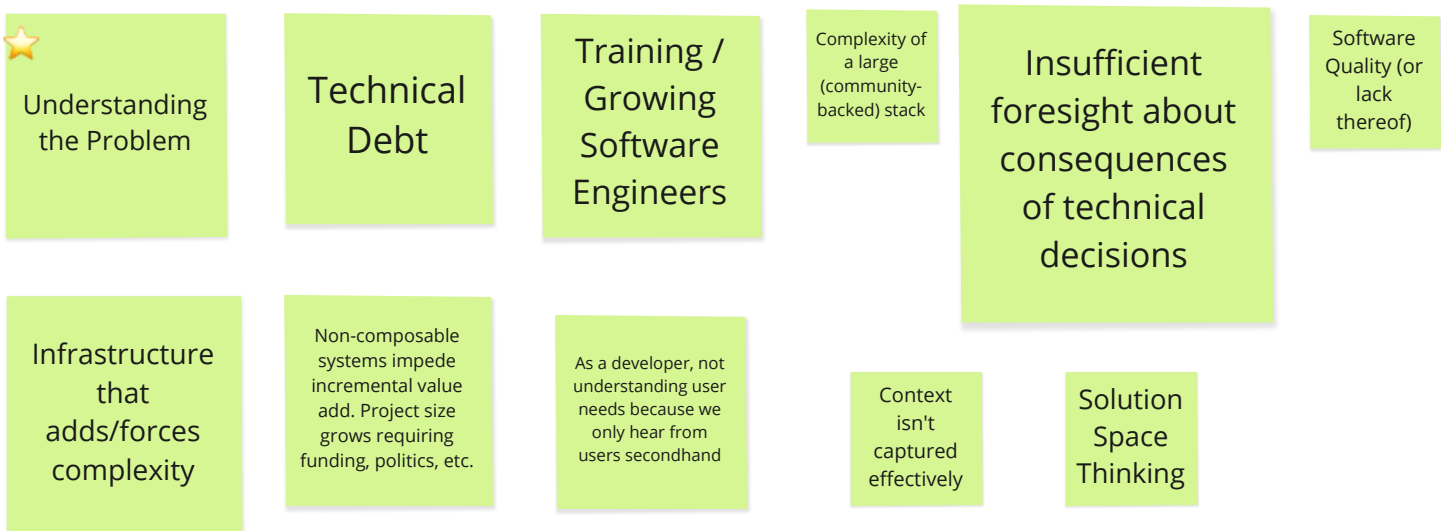 Understanding
the Problem
Technical
Debt
Training /
Growing
Software
Engineers
Complexity of
a large
(community-
backed) stack
Insufficient
foresight about
consequences
of technical
decisions
Software
Quality (or
lack
thereof)
Infrastructure
that
adds/forces
complexity
Non-composable
systems impede
incremental value
add. Project size
grows requiring
funding, politics, etc.
As a developer, not
understanding user
needs because we
only hear from
users secondhand
Context
isn't
captured
effectively
Solution
Space
Thinking